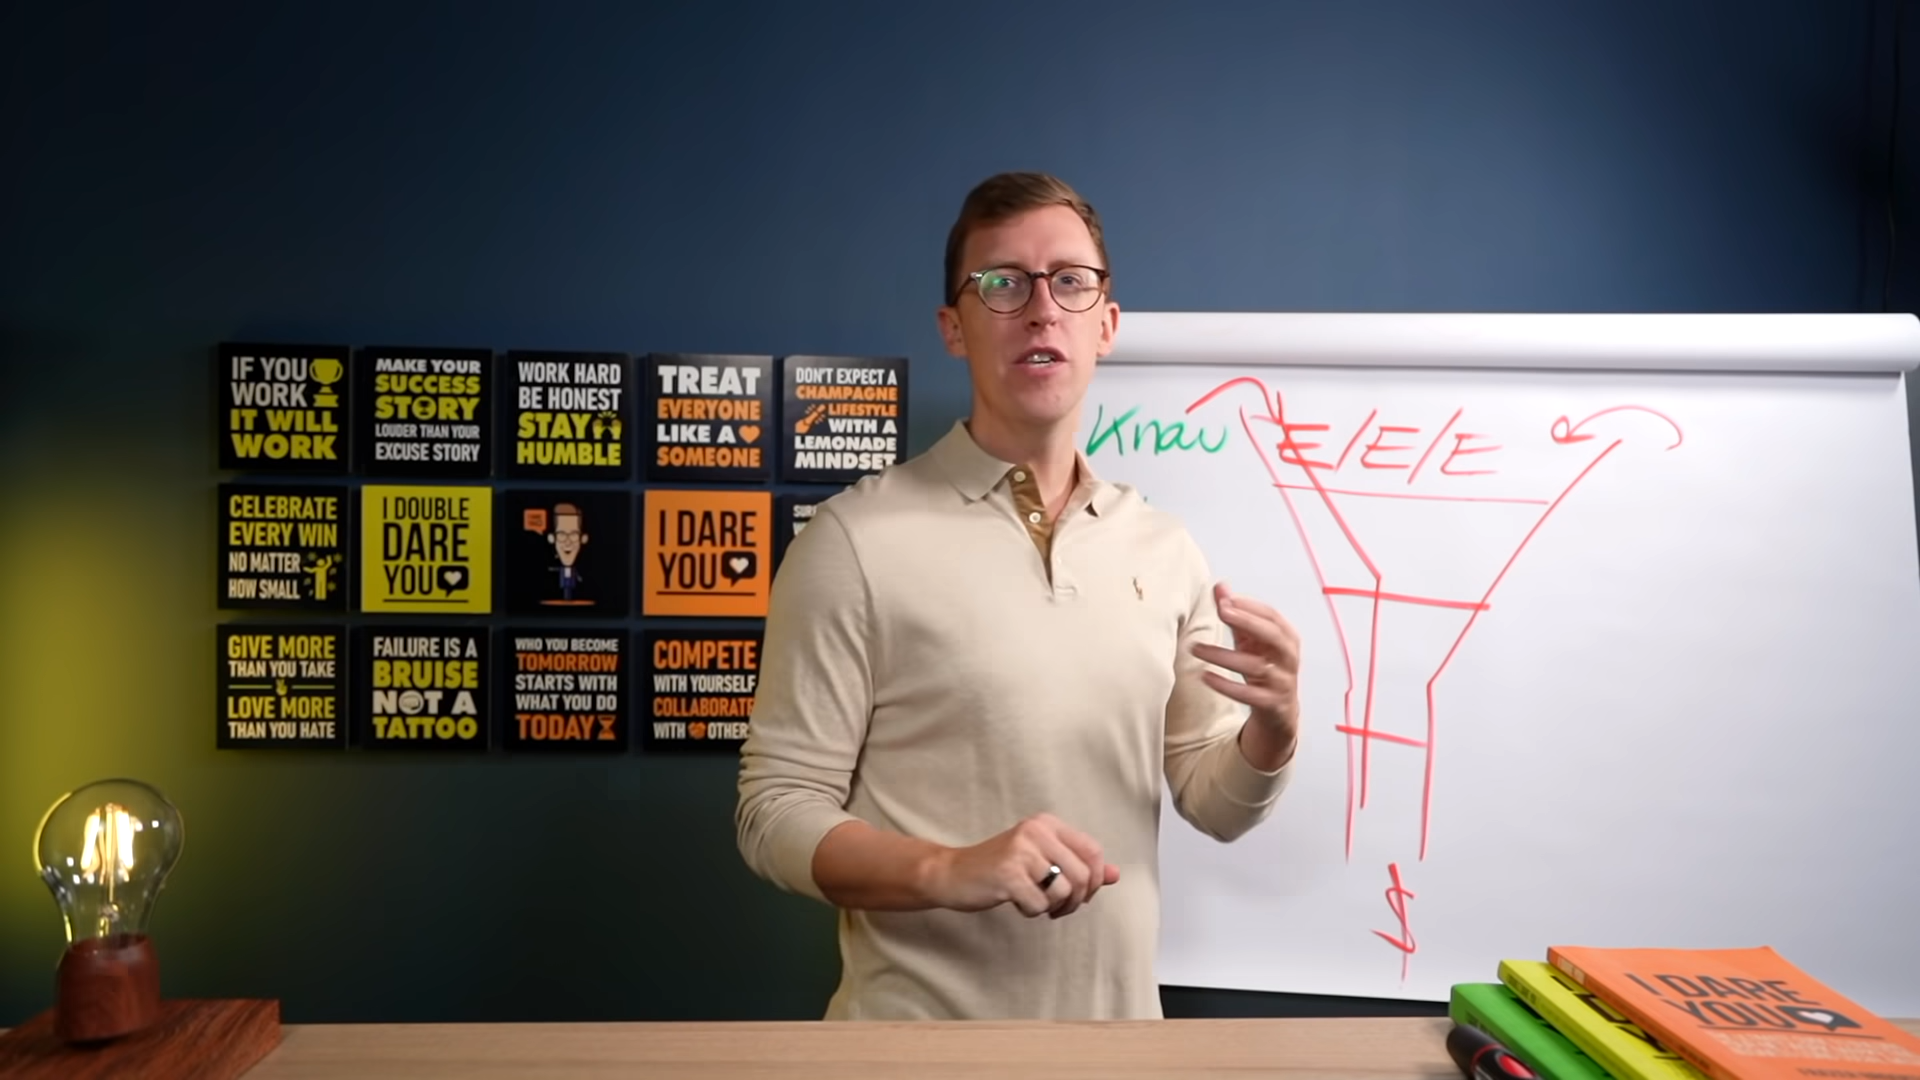 IF YOU
WORK
IT WILL
WORK
MAKE YOUR
SUCCESS
STORY
LOUDER THAN YOUR
EXCUSE STORY
WORK HARD
BE HONEST
STAY
HUMBLE
TREAT
EVERYONE
LIKE A
SOMEONE
DON'T EXPECT A
CHAMPAGNE
LIFESTYLE
WITH A
LEMONADE
MINDSET
CELEBRATE
EVERY WIN
NO MATTER
HOW SMALL
I DOUBLE
DARE
YOU
I DARE
YOU
GIVE MORE
THAN YOU TAKE
LOVE MORE
THAN YOU HATE
FAILURE IS A
BRUISE
NOT A
TATTOO
WHO YOU BECOME
TOMORROW
STARTS WITH
WHAT YOU DO
TODAY
COMPETE
WITH YOURSELF
COLLABORATE
WITH OTHER
Know
E/E/E
$
I DARE
YOU